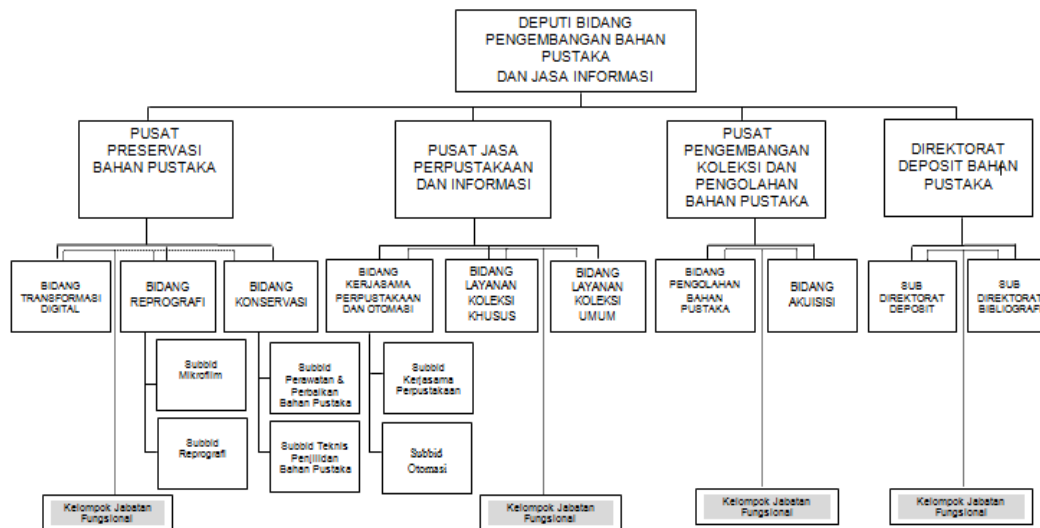 DEPUTI BIDANG
PENGEMBANGAN BAHAN
PUSTAKA
DAN JASA INFORMASI
PUSAT
PRESERVASI
BAHAN PUSTAKA
PUSAT JASA
PERPUSTAKAAN
DAN INFORMASI
PUSAT
PENGEMBANGAN
KOLEKSI DAN
PENGOLAHAN
BAHAN PUSTAKA
DIREKTORAT
DEPOSIT BAHAN
PUSTAKA
BIDANG
TRANSFORMASI
DIGITAL
BIDANG
REPROGRAFI
BIDANG
KONSERVASI
BIDANG
KERJASAMA
PERPUSTAKAAN
DAN OTOMASI
BIDANG
LAYANAN
KOLEKSI
KHUSUS
BIDANG
LAYANAN
KOLEKSI
UMUM
BIDANG
PENGOLAHAN
BAHAN
PUSTAKA
BIDANG
AKUISISI
SUB
DIREKTORAT
DEPOSIT
SUB
DIREKTORAT
BIBLIOGRAFI
Subbid
Mikrofilm
Subbid
Perawatan &
Perbaikan
Bahan Pustaka
Subbid
Kerjasama
Perpustakaan
Subbid
Reprografi
Subbid Teknis
Penjilidan
Bahan Pustaka
Subbid
Otomasi
Kelompok Jabatan
Fungsional
Kelompok Jabatan
Fungsional
Kelompok Jabatan
Fungsional
Kelompok Jabatan
Fungsional